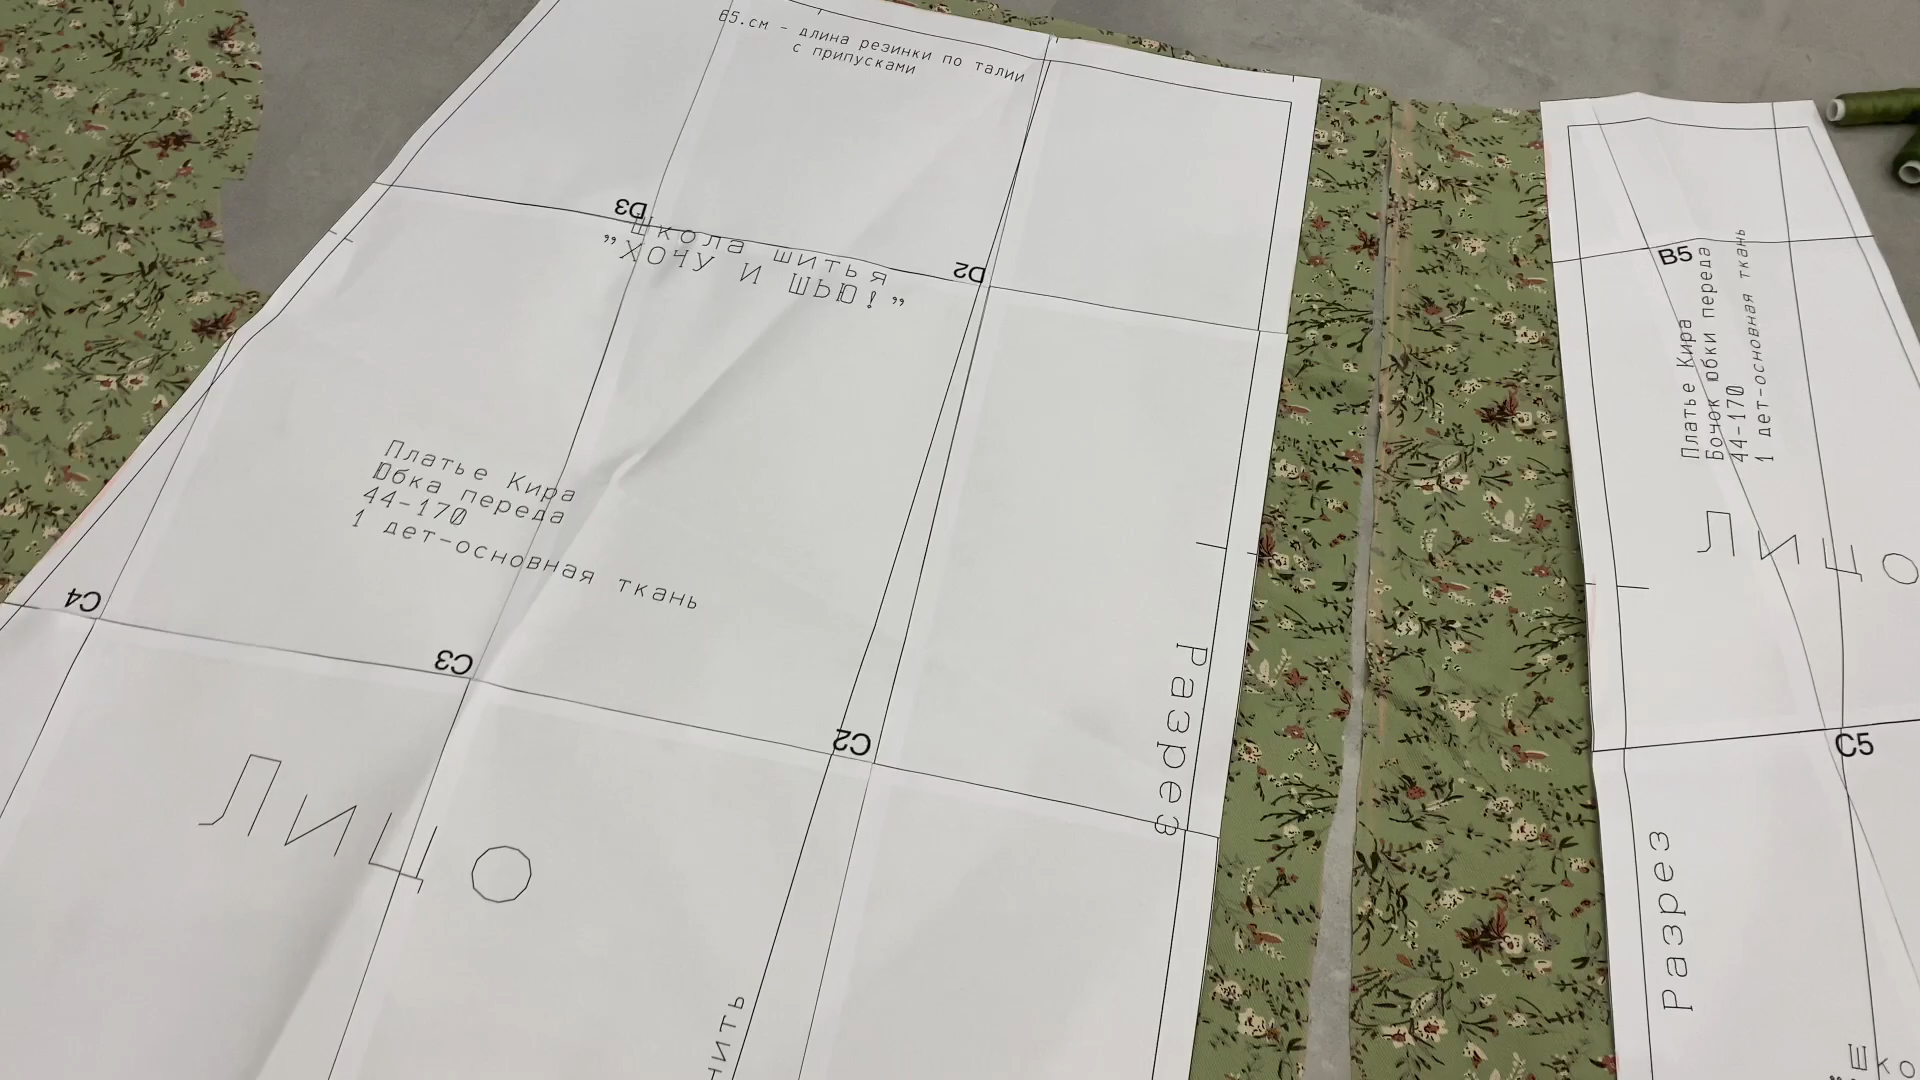 65.см - длина резинки по талии
с припусками
D3
Школа шитья
"ХОЧУ И ШЬЮ!"
D2
Платье Кира
Юбка переда
44-170
1 дет-основная ткань
C4
C3
C2
ЛИЦО
Разрез
B5
Платье Кира
Бочок юбки переда
44-170
1 дет-основная ткань
ЛИЦО
C5
Разрез